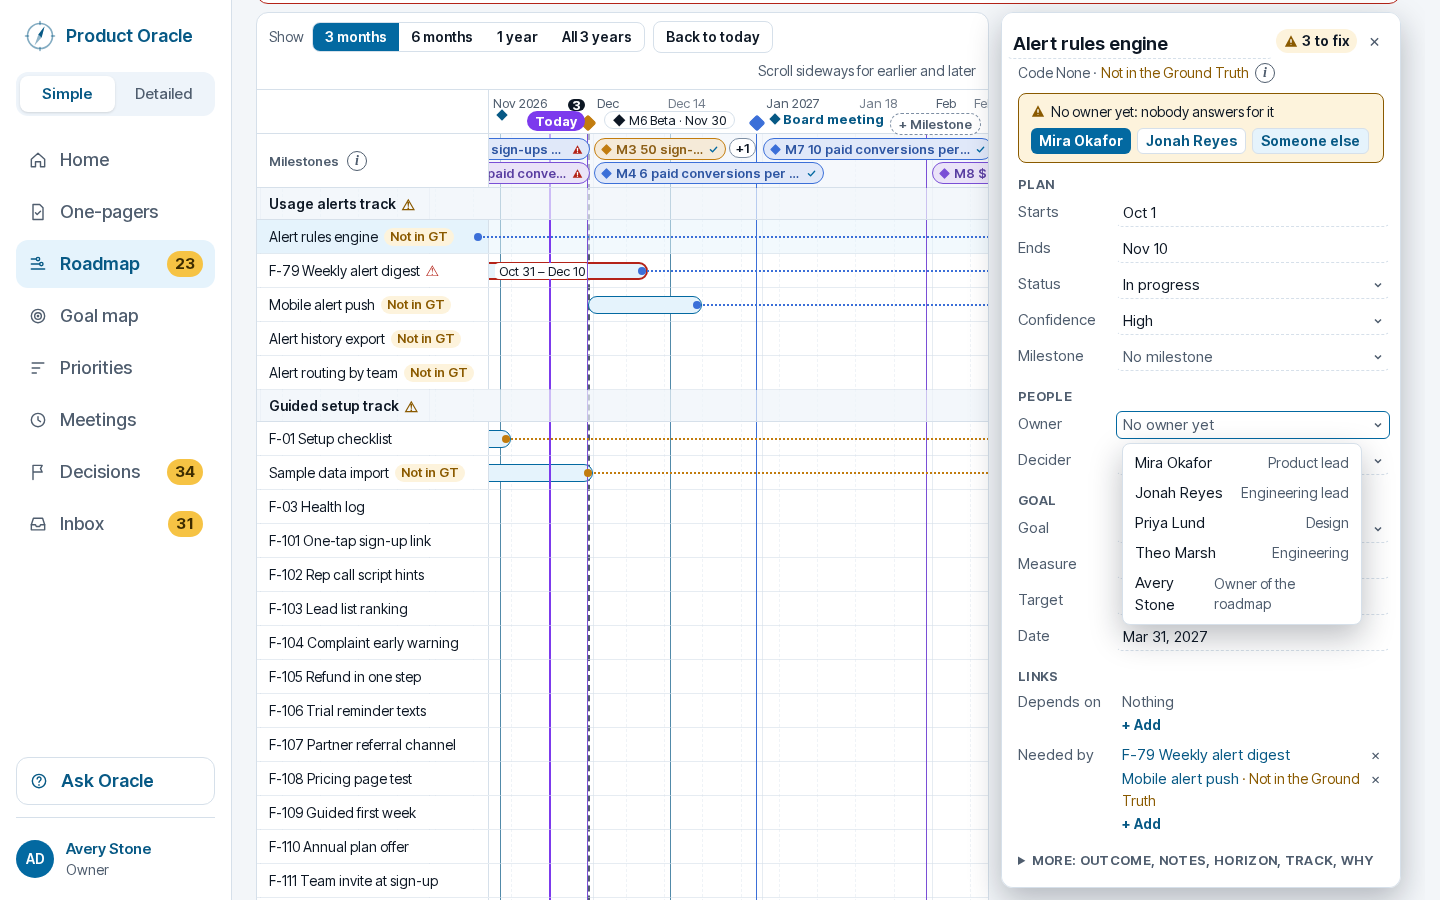 Product Oracle
Simple
Detailed
Home
One-pagers
Roadmap
23
Goal map
Priorities
Meetings
Decisions
34
Inbox
31
Ask Oracle
AD
Avery Stone
Owner
Show
3 months
6 months
1 year
All 3 years
Back to today
Scroll sideways for earlier and later
Nov 2026
3
Dec
Dec 14
Jan 2027
Jan 18
Feb
Fe
Today
M6 Beta · Nov 30
Board meeting
+ Milestone
Milestones
i
sign-ups ...
M3 50 sign-...
+1
M7 10 paid conversions per...
paid conve...
M4 6 paid conversions per ...
M8 $
Usage alerts track
Alert rules engine
Not in GT
F-79 Weekly alert digest
Oct 31 – Dec 10
Mobile alert push
Not in GT
Alert history export
Not in GT
Alert routing by team
Not in GT
Guided setup track
F-01 Setup checklist
Sample data import
Not in GT
F-03 Health log
F-101 One-tap sign-up link
F-102 Rep call script hints
F-103 Lead list ranking
F-104 Complaint early warning
F-105 Refund in one step
F-106 Trial reminder texts
F-107 Partner referral channel
F-108 Pricing page test
F-109 Guided first week
F-110 Annual plan offer
F-111 Team invite at sign-up
Alert rules engine
3 to fix
×
Code None · Not in the Ground Truth
i
No owner yet: nobody answers for it
Mira Okafor
Jonah Reyes
Someone else
PLAN
Starts
Oct 1
Ends
Nov 10
Status
In progress
Confidence
High
Milestone
No milestone
PEOPLE
Owner
No owner yet
Mira Okafor
Product lead
Jonah Reyes
Engineering lead
Priya Lund
Design
Theo Marsh
Engineering
Avery
Stone
Owner of the
roadmap
Decider
GOAL
Goal
Measure
Target
Date
Mar 31, 2027
LINKS
Depends on
Nothing
+ Add
Needed by
F-79 Weekly alert digest
×
Mobile alert push · Not in the Ground
Truth
×
+ Add
MORE: OUTCOME, NOTES, HORIZON, TRACK, WHY